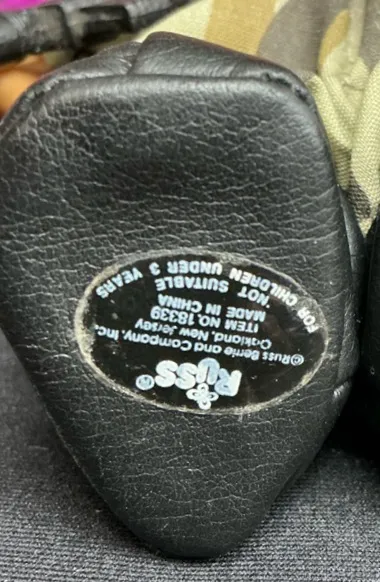 Russ®
©Russ Berrie and Company, Inc.
Oakland, New Jersey
ITEM NO.18339
MADE IN CHINA
NOT SUITABLE
FOR CHILDREN UNDER 3 YEARS